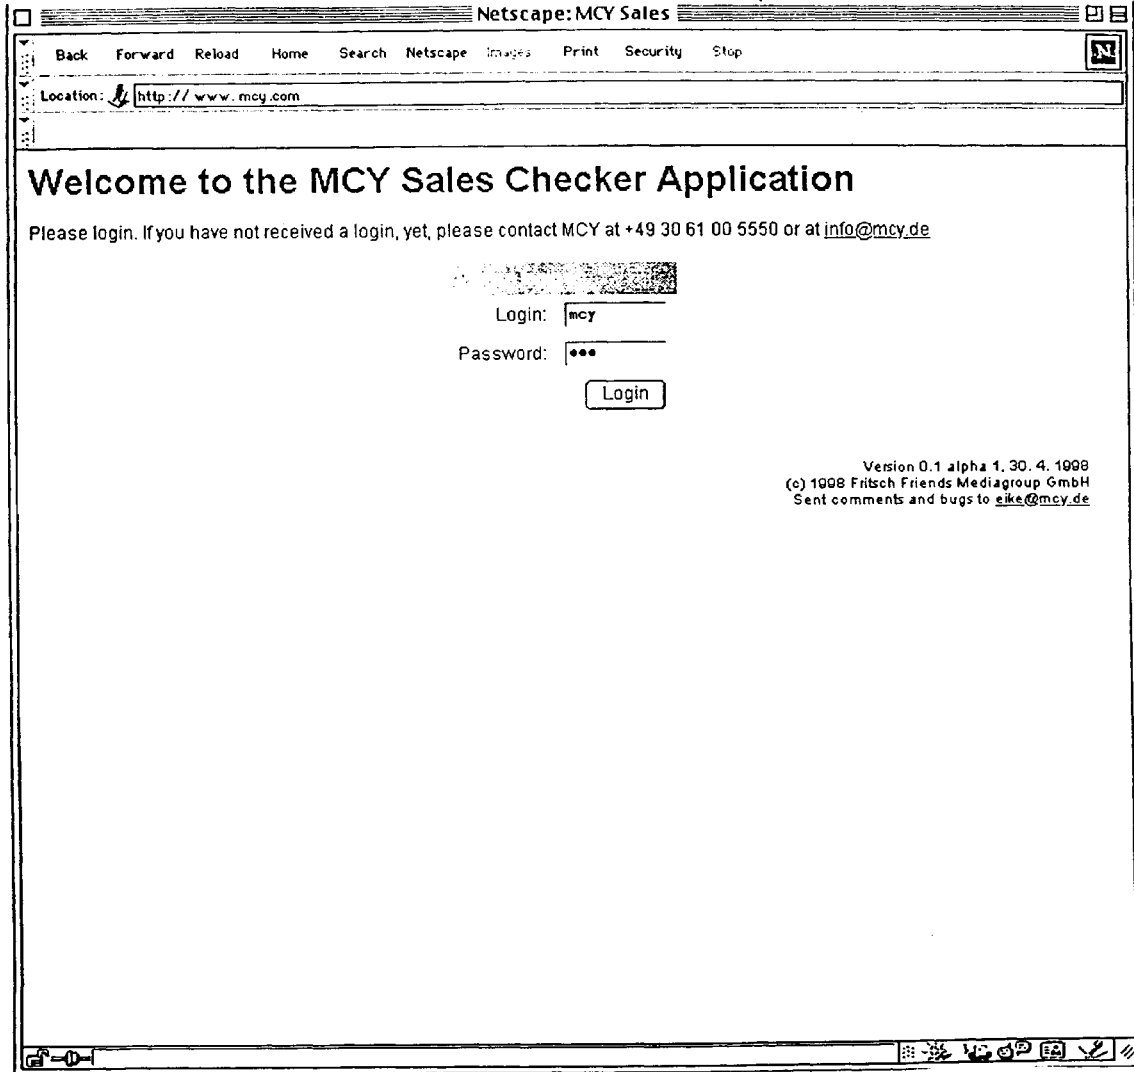 Netscape: MCY Sales
Back Forward Reload Home Search Netscape Images Print Security Stop
N
Location: http:// www.mcy.com
Welcome to the MCY Sales Checker Application
Please login. If you have not received a login, yet, please contact MCY at +49 30 61 00 5550 or at info@mcy.de
Login: mcy
Password: •••
Login
Version 0.1 alpha 1, 30. 4. 1998
(c) 1998 Fritsch Friends Mediagroup GmbH
Sent comments and bugs to eike@mcy.de